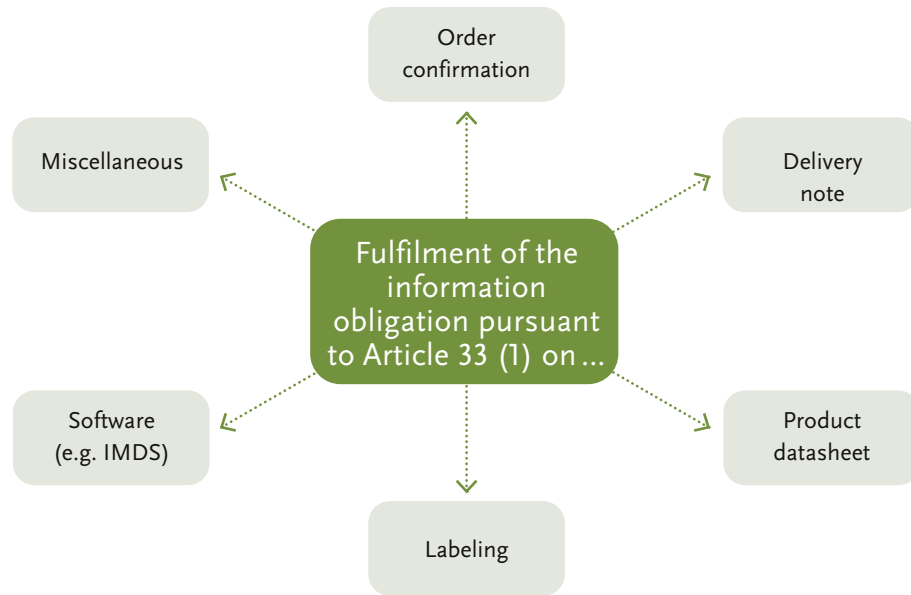 Order
confirmation
Miscellaneous
Delivery
note
Fulfilment of the
information
obligation pursuant
to Article 33 (1) on ...
Software
(e.g. IMDS)
Product
datasheet
Labeling